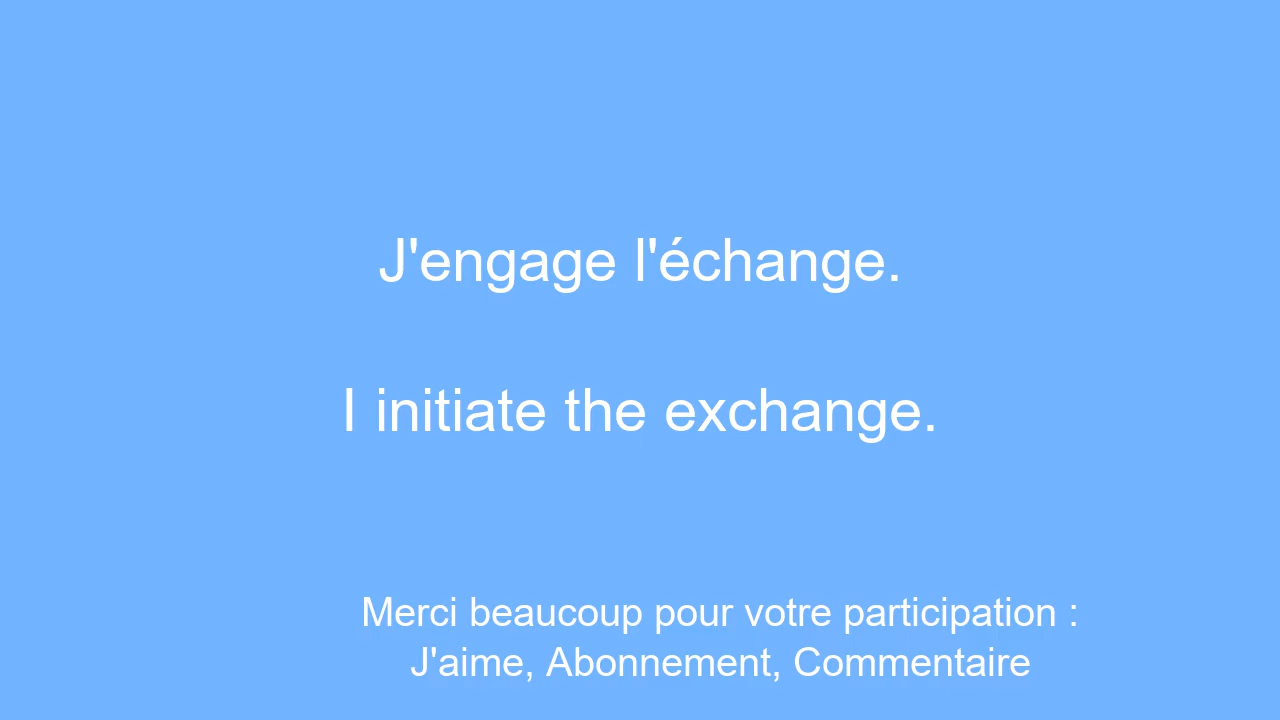 J'engage l'échange.
I initiate the exchange.
Merci beaucoup pour votre participation :
J'aime, Abonnement, Commentaire